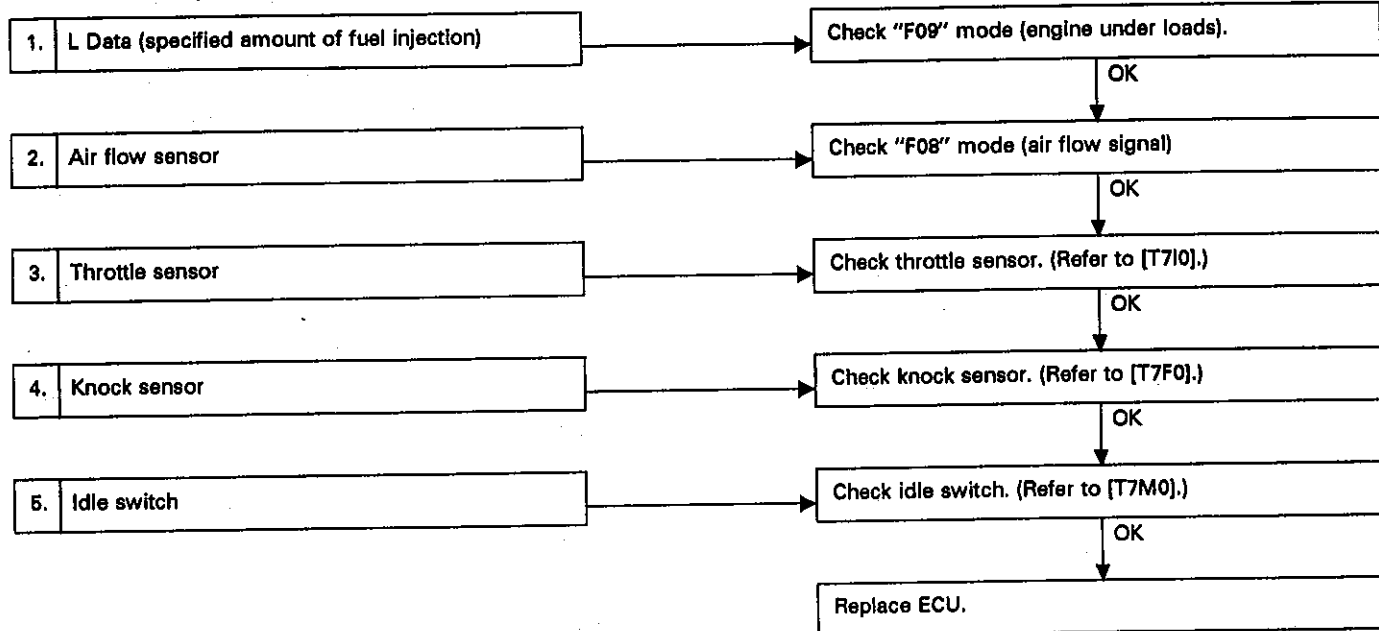 1. L Data (specified amount of fuel injection)
Check "F09" mode (engine under loads).
OK
2. Air flow sensor
Check "F08" mode (air flow signal)
OK
3. Throttle sensor
Check throttle sensor. (Refer to [T7I0].)
OK
4. Knock sensor
Check knock sensor. (Refer to [T7F0].)
OK
5. Idle switch
Check idle switch. (Refer to [T7M0].)
OK
Replace ECU.